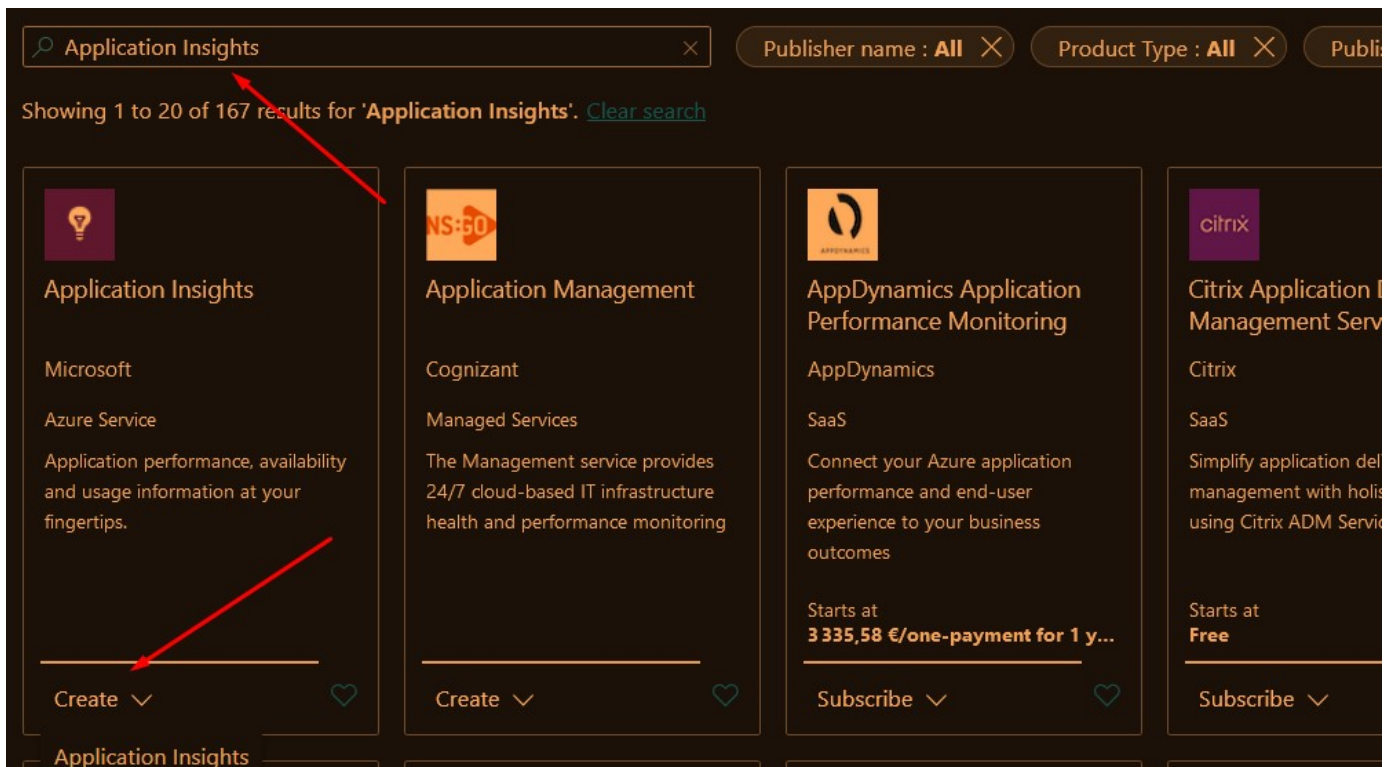 Application Insights
Publisher name : All
Product Type : All
Publi
Showing 1 to 20 of 167 results for 'Application Insights'. Clear search
Application Insights
Microsoft
Azure Service
Application performance, availability
and usage information at your
fingertips.
Create
Application Insights
NS:GO
Application Management
Cognizant
Managed Services
The Management service provides
24/7 cloud-based IT infrastructure
health and performance monitoring
Create
APPDYNAMICS
AppDynamics Application
Performance Monitoring
AppDynamics
SaaS
Connect your Azure application
performance and end-user
experience to your business
outcomes
Starts at
3 335,58 €/one-payment for 1 y...
Subscribe
citrix
Citrix Application
Management Serv
Citrix
SaaS
Simplify application del
management with holis
using Citrix ADM Servic
Starts at
Free
Subscribe